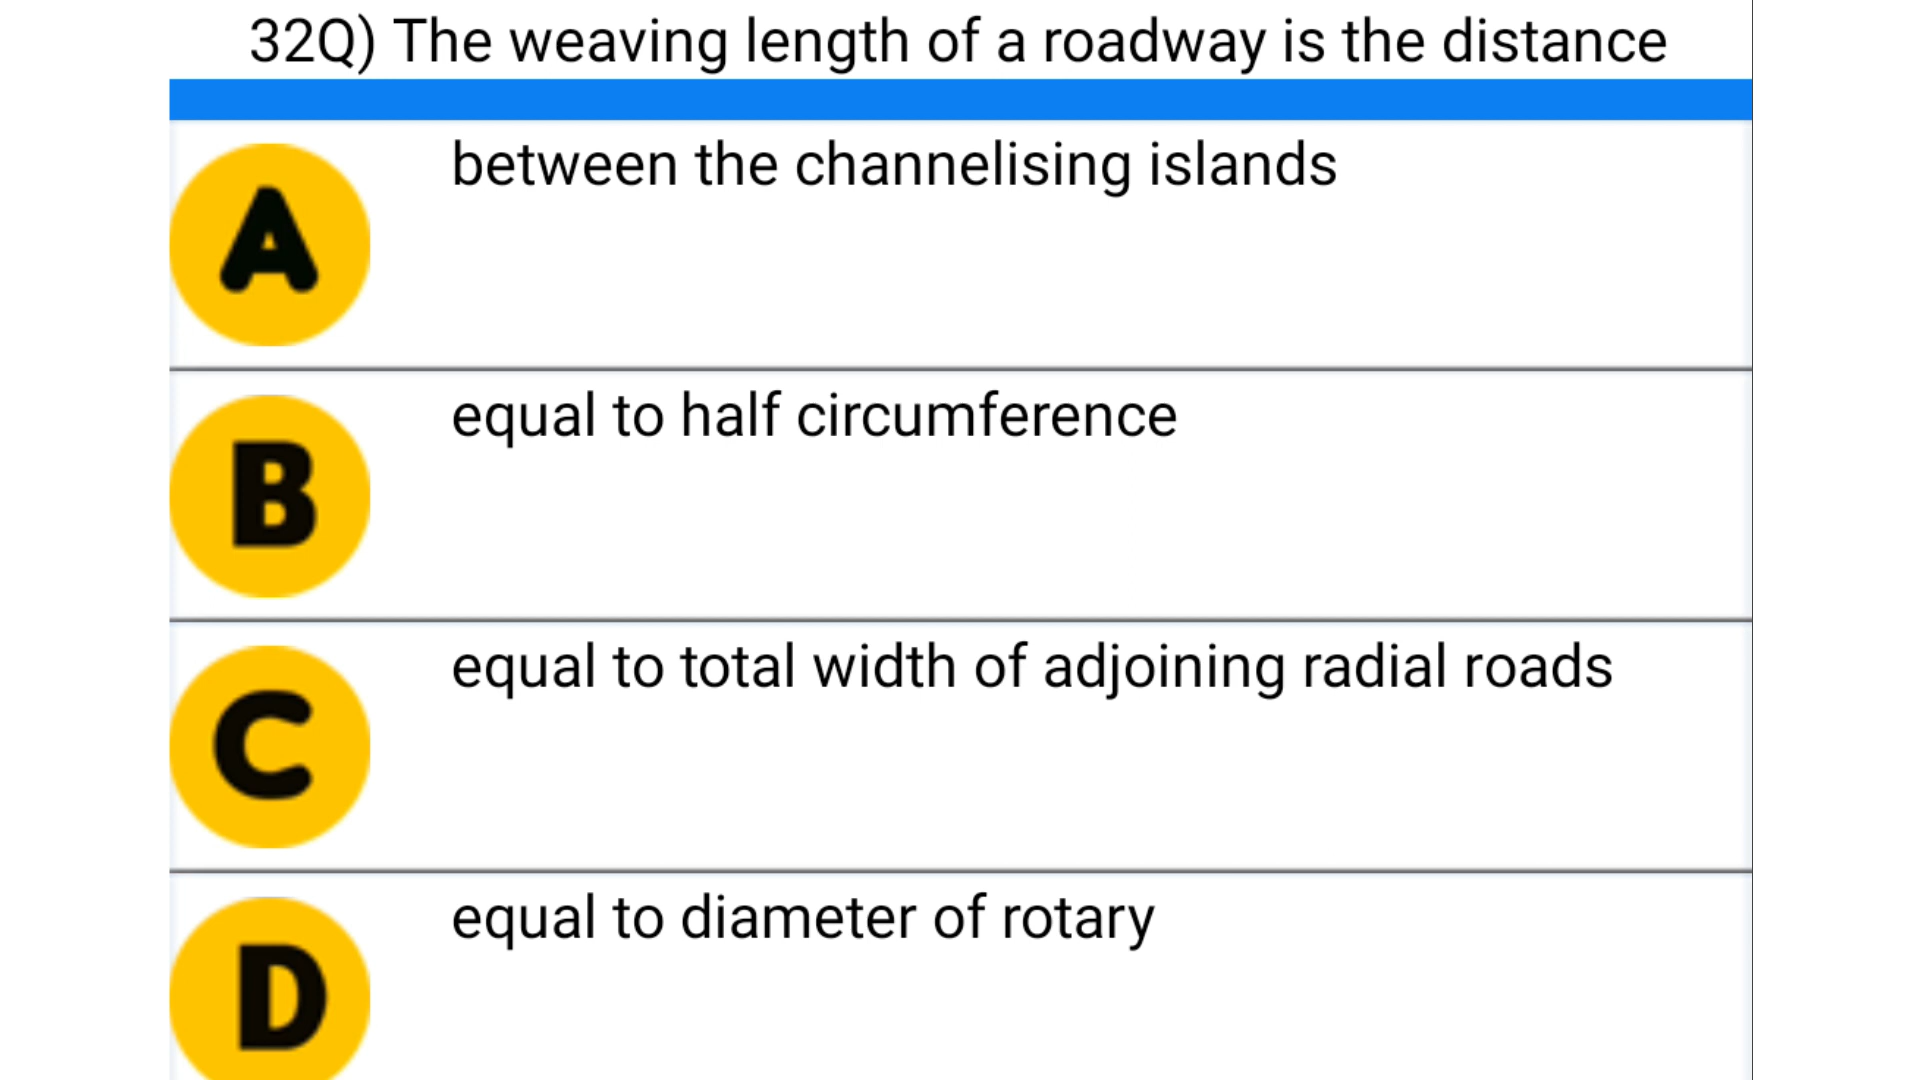 32Q) The weaving length of a roadway is the distance
A
between the channelising islands
B
equal to half circumference
C
equal to total width of adjoining radial roads
D
equal to diameter of rotary